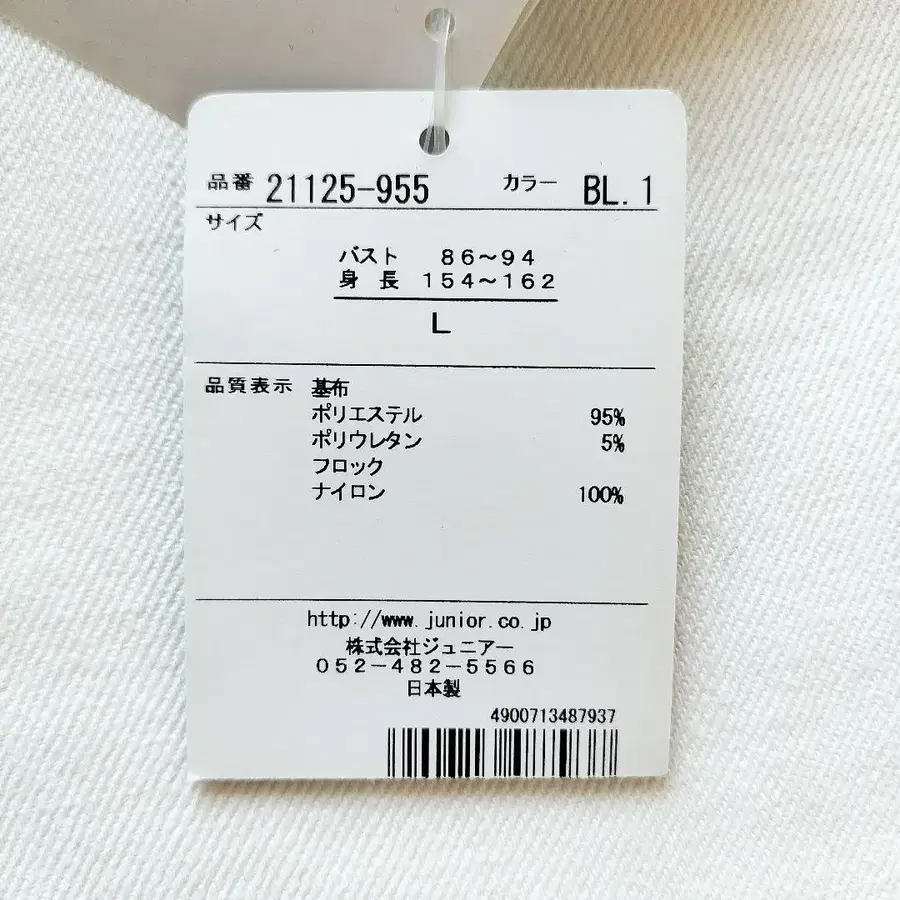 品番 21125-955 カラー BL.1
サイズ
バスト 86～94
身長 154～162
L
品質表示 基布
ポリエステル 95%
ポリウレタン 5%
フロック
ナイロン 100%
http://www.junior.co.jp
株式会社ジュニアー
052-482-5566
日本製
4900713487937